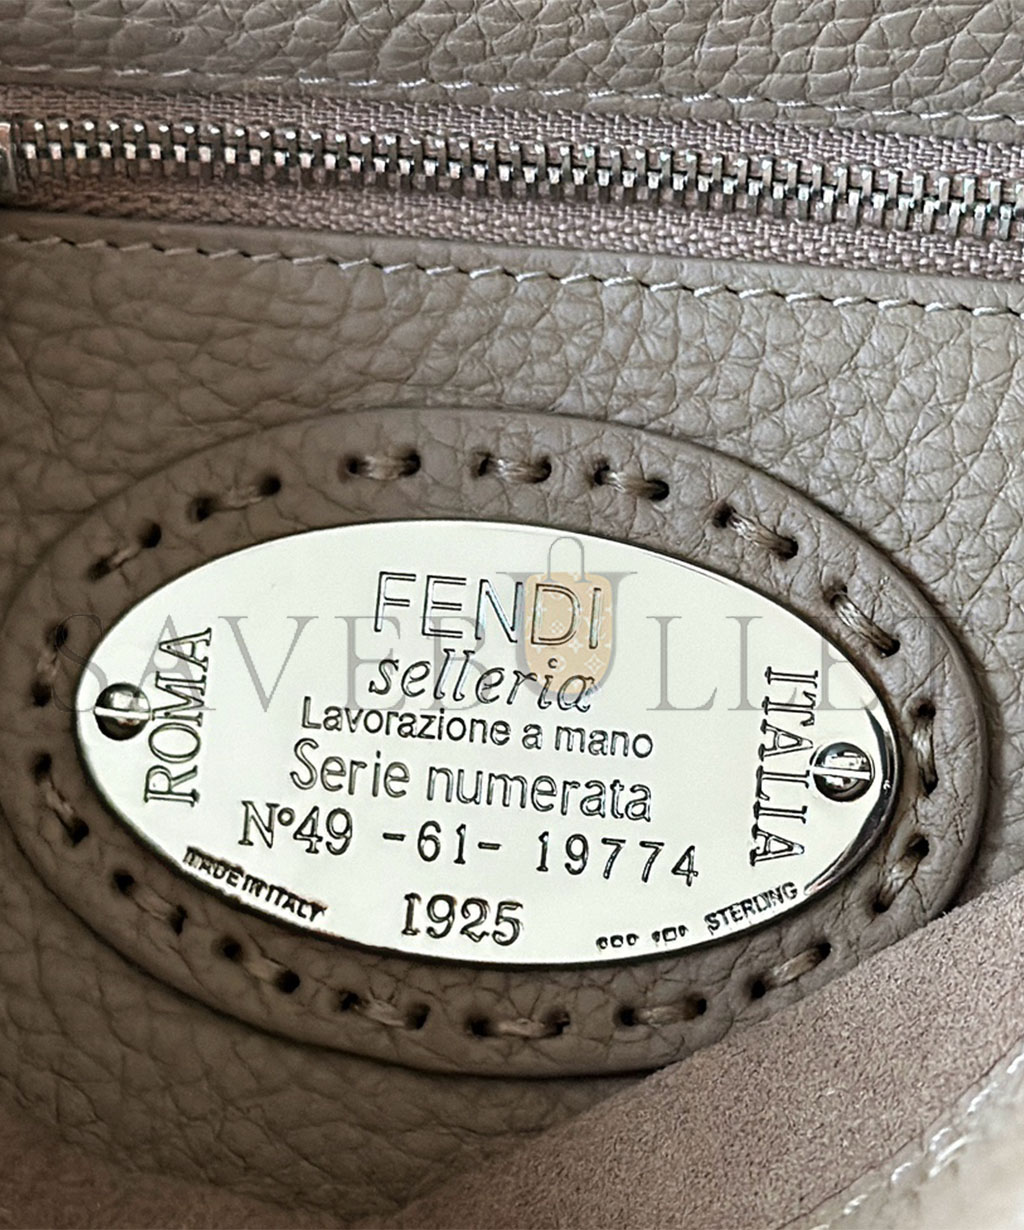 FENDI
selleria
Lavorazione a mano
Serie numerata
N°49 -61- 19774
1925
ROMA
ITALIA
MADE IN ITALY
STERLING
SAVEBULLET